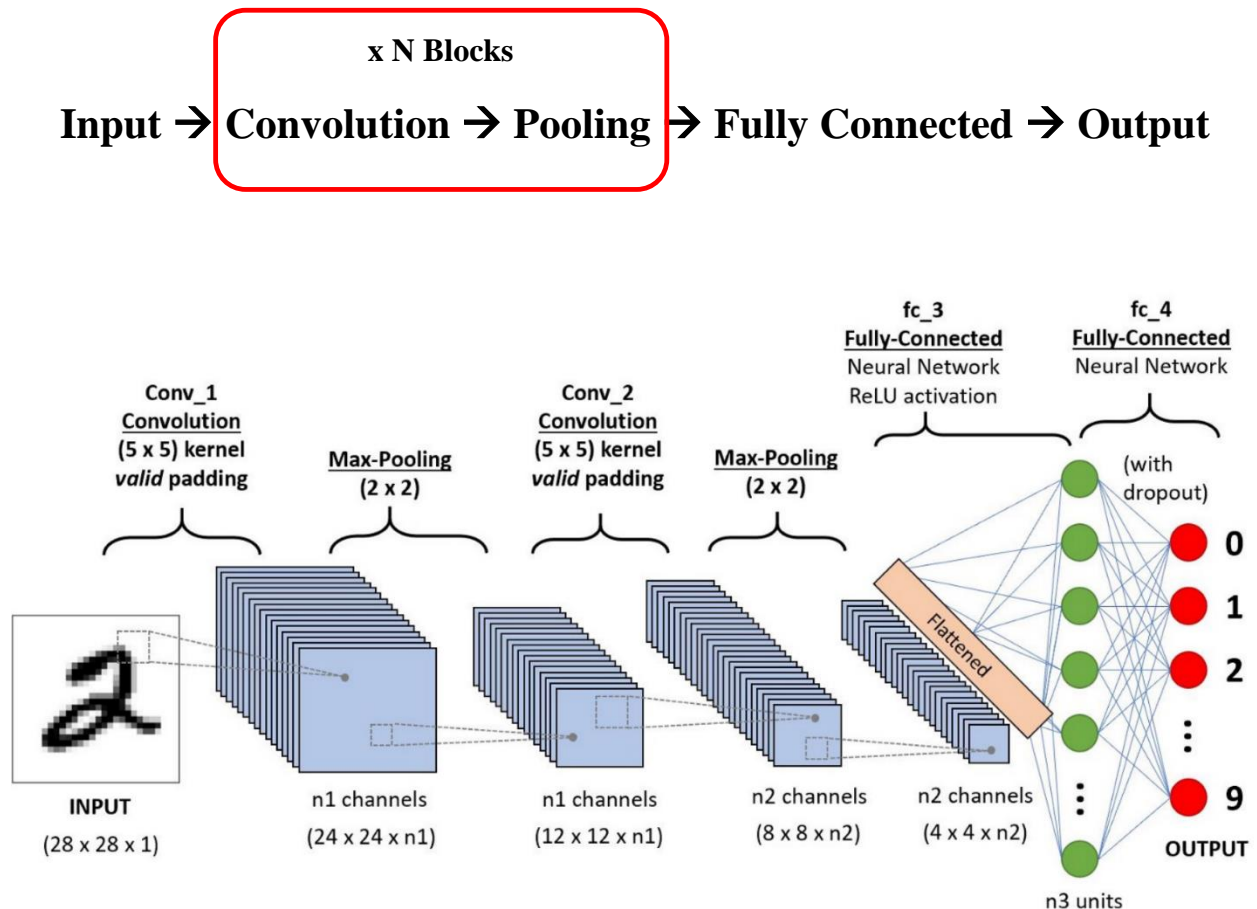 x N Blocks
Input → Convolution → Pooling → Fully Connected → Output
fc_3
Fully-Connected
Neural Network
ReLU activation
fc_4
Fully-Connected
Neural Network
Conv_1
Convolution
(5 x 5) kernel
valid padding
Max-Pooling
(2 x 2)
Conv_2
Convolution
(5 x 5) kernel
valid padding
Max-Pooling
(2 x 2)
(with
dropout)
2
Flattened
0
1
2
⋮
9
⋮
INPUT
(28 x 28 x 1)
n1 channels
(24 x 24 x n1)
n1 channels
(12 x 12 x n1)
n2 channels
(8 x 8 x n2)
n2 channels
(4 x 4 x n2)
OUTPUT
n3 units